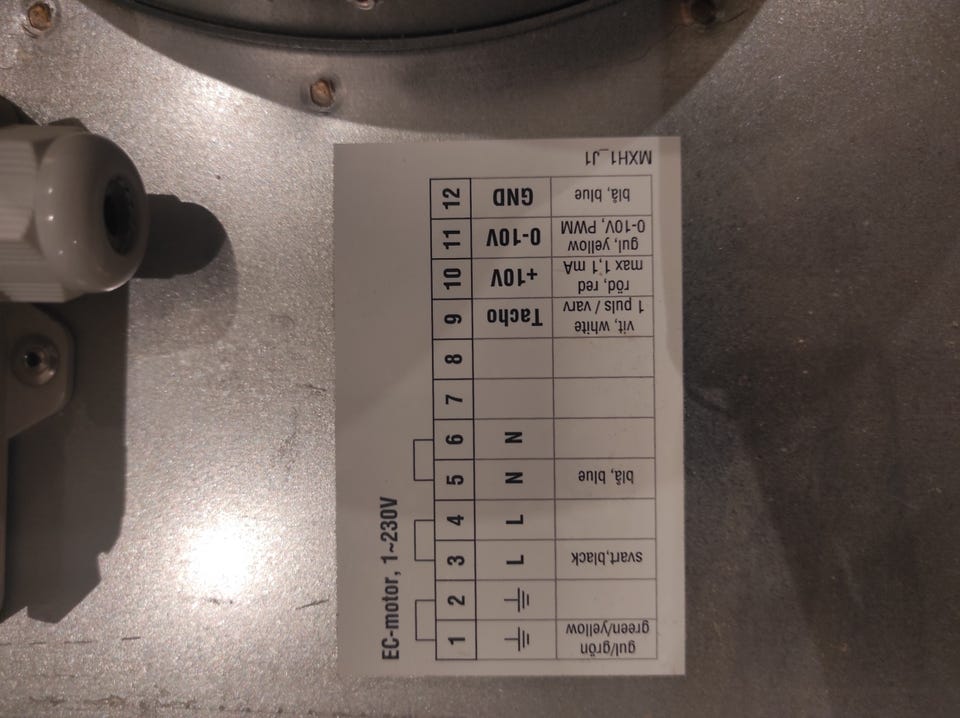 EC-motor, 1~230V
1 2 3 4 5 6 7 8 9 10 11 12
L L N N Tacho +10V 0-10V GND
gul/grön
green/yellow
svart,black
blå, blue
vit, white
1 puls / varv
röd, red
max 1,1 mA
gul, yellow
0-10V, PWM
blå, blue
MXH1_J1